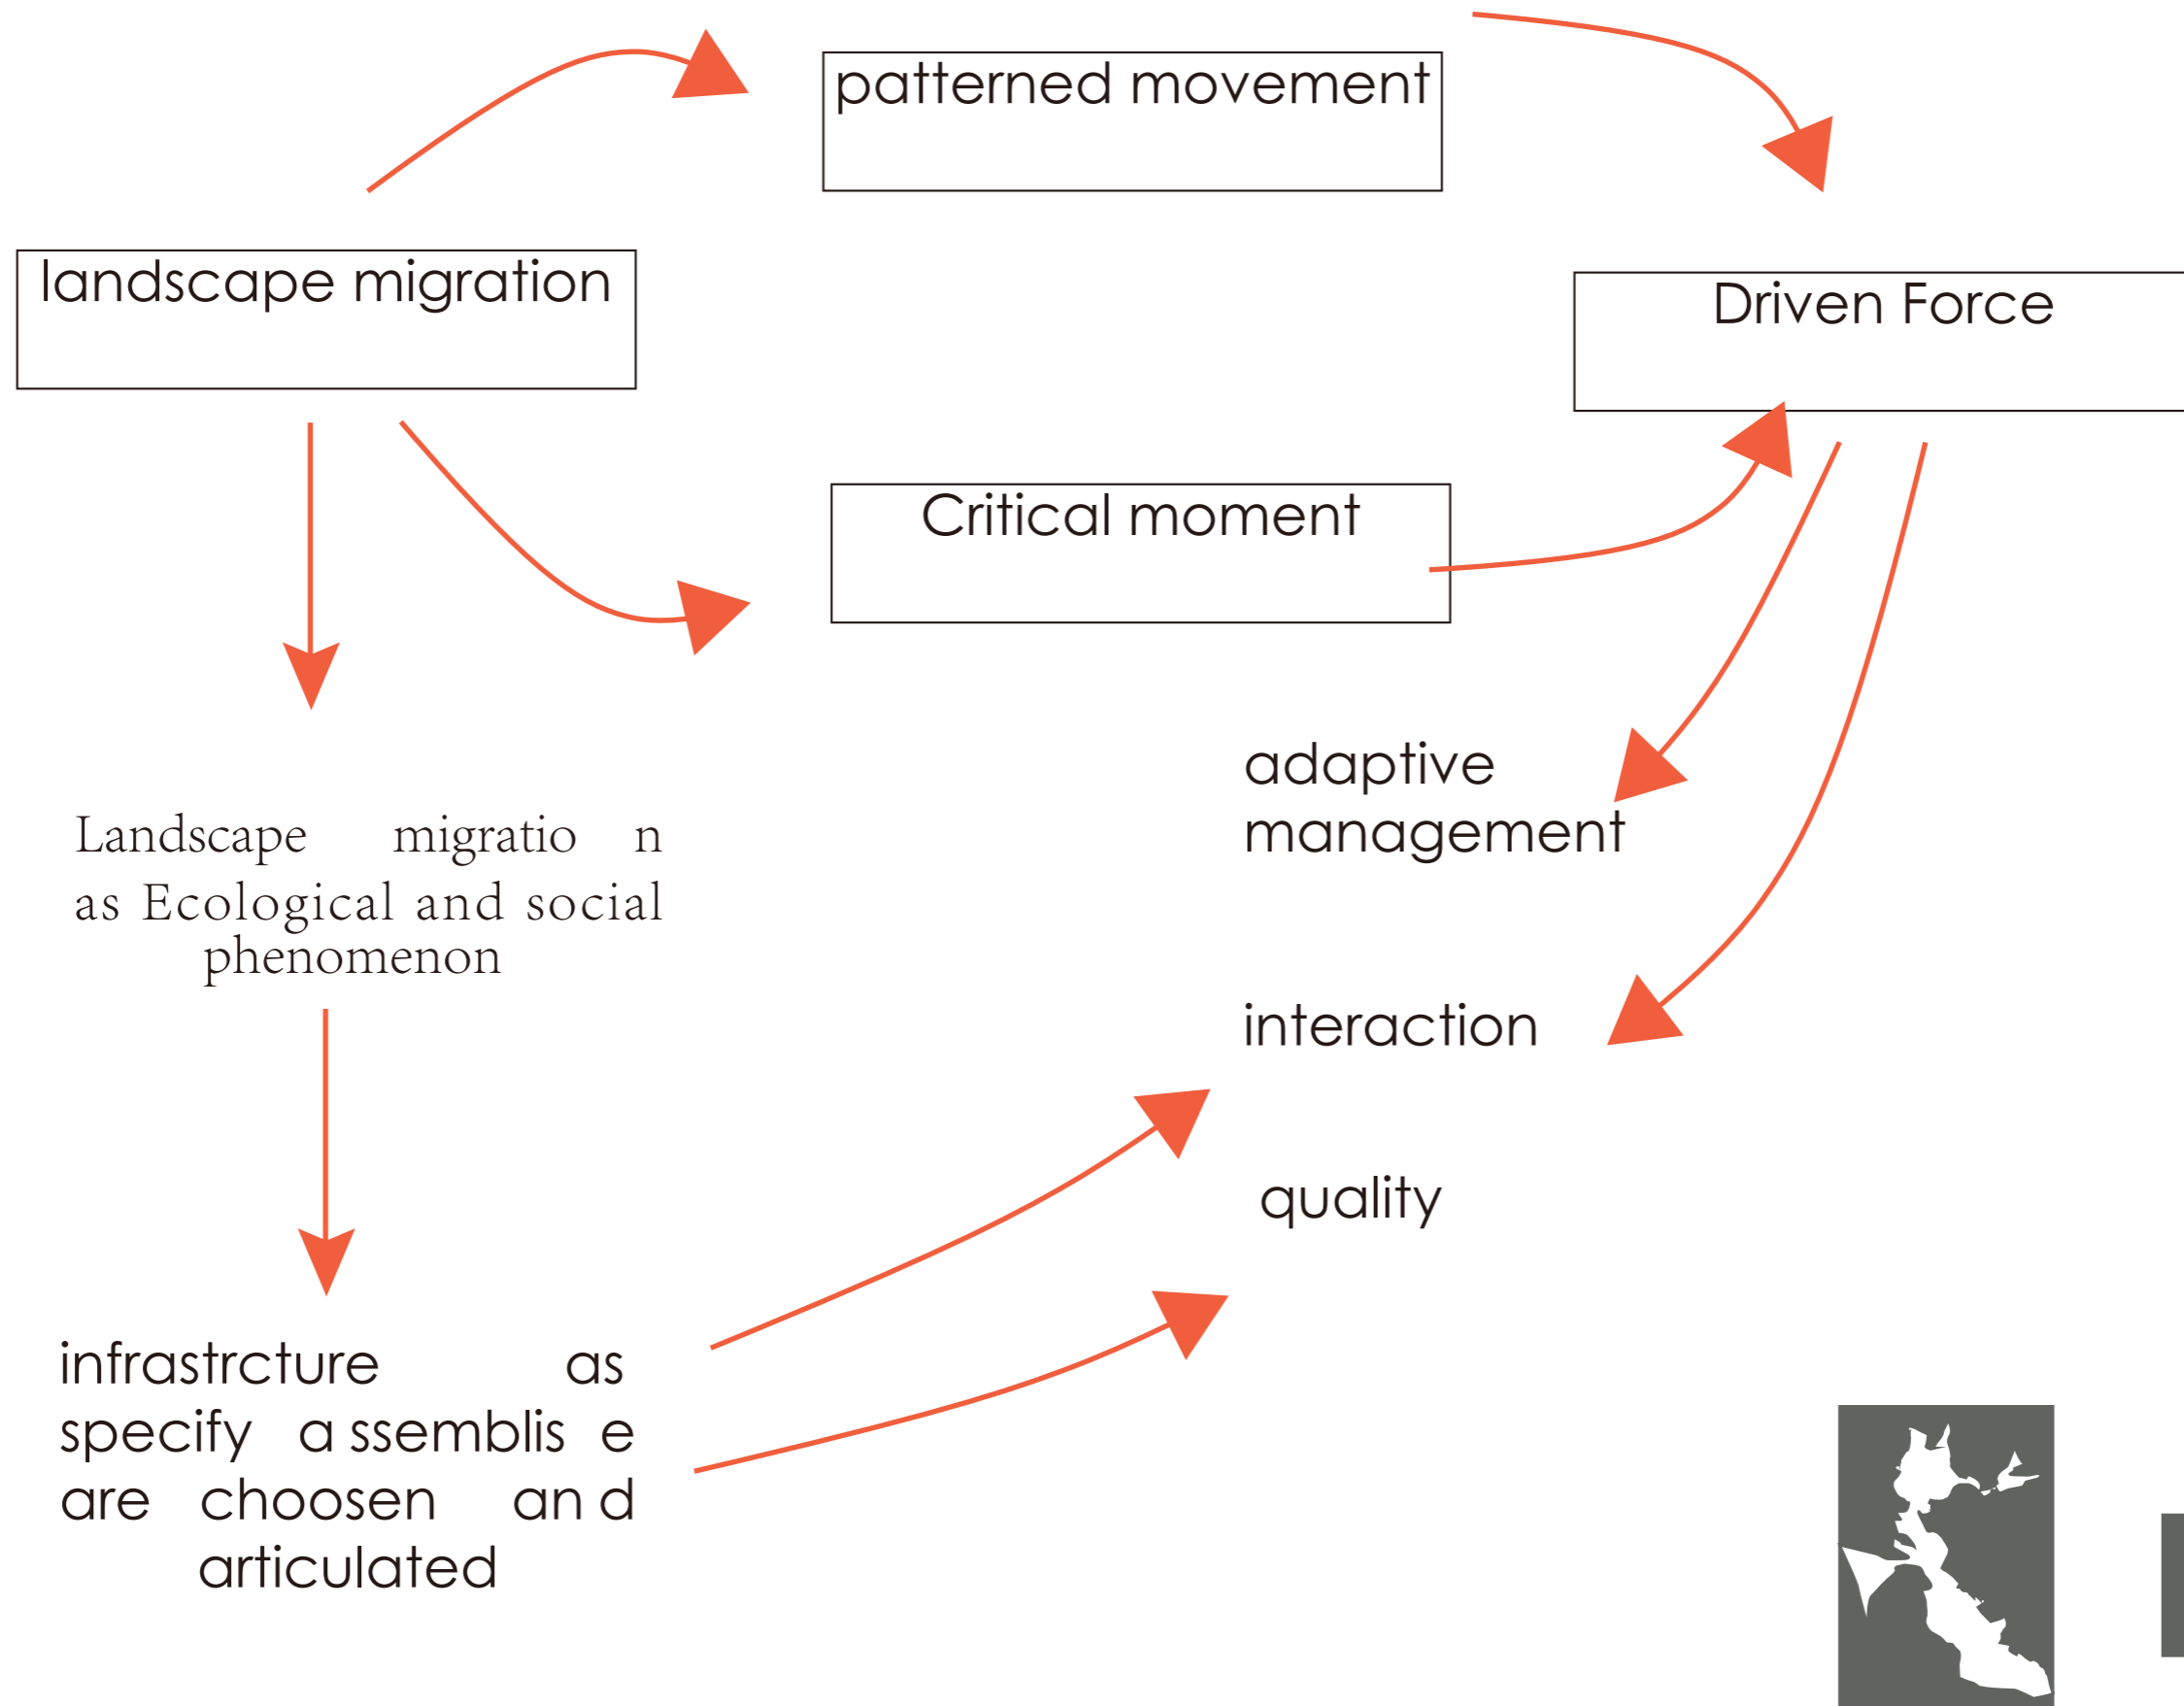 patterned movement
landscape migration
Driven Force
Critical moment
adaptive
management
Landscape migratio n
as Ecological and social
phenomenon
interaction
quality
infrastrcture as
specify a ssemblis e
are choosen an d
articulated